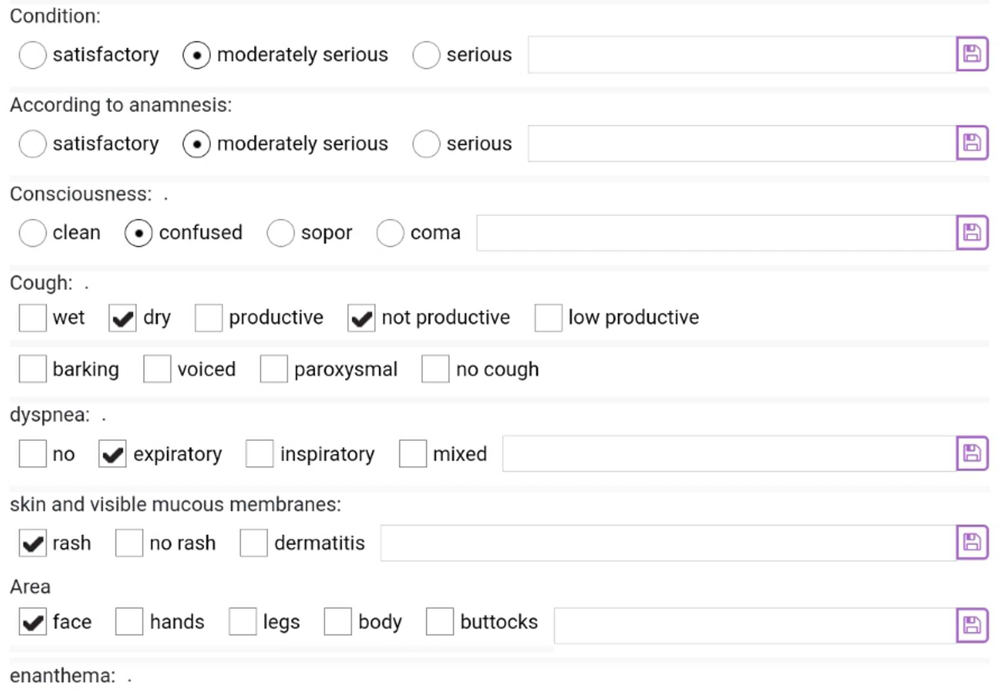 Condition:
satisfactory moderately serious serious
According to anamnesis:
satisfactory moderately serious serious
Consciousness: .
clean confused sopor coma
Cough: .
wet dry productive not productive low productive
barking voiced paroxysmal no cough
dyspnea: .
no expiratory inspiratory mixed
skin and visible mucous membranes:
rash no rash dermatitis
Area
face hands legs body buttocks
enanthema: .